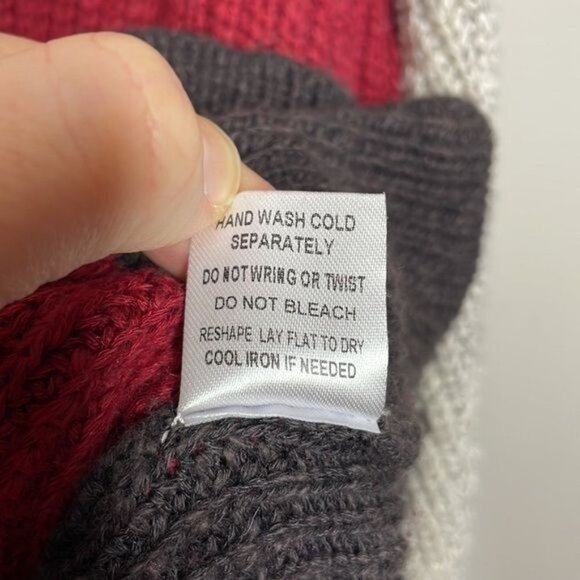 HAND WASH COLD
SEPARATELY
DO NOT WRING OR TWIST
DO NOT BLEACH
RESHAPE LAY FLAT TO DRY
COOL IRON IF NEEDED